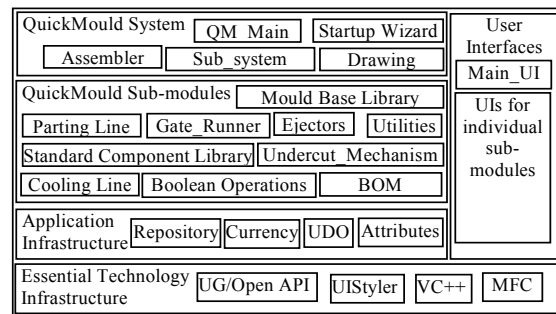 QuickMould System
QM_Main
Startup Wizard
Assembler
Sub_system
Drawing
QuickMould Sub-modules
Mould Base Library
Parting Line
Gate_Runner
Ejectors
Utilities
Standard Component Library
Undercut_Mechanism
Cooling Line
Boolean Operations
BOM
Application
Infrastructure
Repository
Currency
UDO
Attributes
User
Interfaces
Main_UI
UIs for
individual
sub-
modules
Essential Technology
Infrastructure
UG/Open API
UIStyler
VC++
MFC